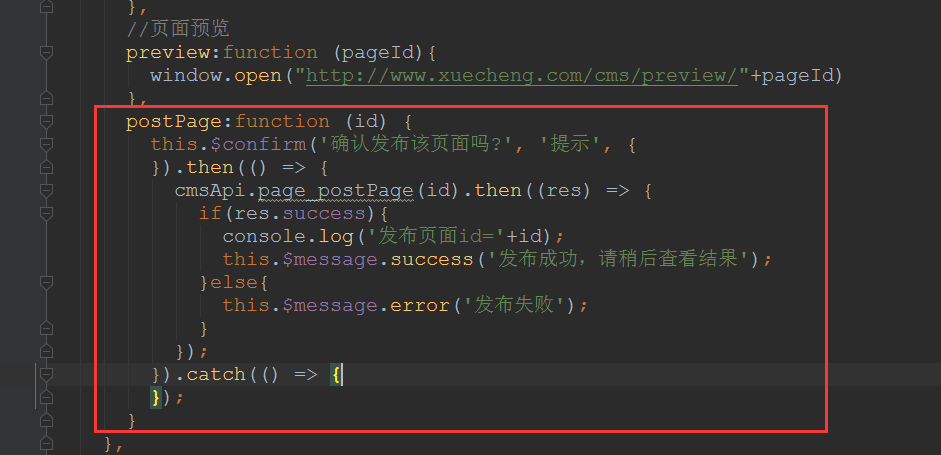 },
//页面预览
preview:function (pageId){
window.open("http://www.xuecheng.com/cms/preview/"+pageId)
},
postPage:function (id) {
this.$confirm('确认发布该页面吗?', '提示', {
}).then(() => {
cmsApi.page_postPage(id).then((res) => {
if(res.success){
console.log('发布页面id='+id);
this.$message.success('发布成功，请稍后查看结果');
}else{
this.$message.error('发布失败');
}
});
}).catch(() => {
});
}
},